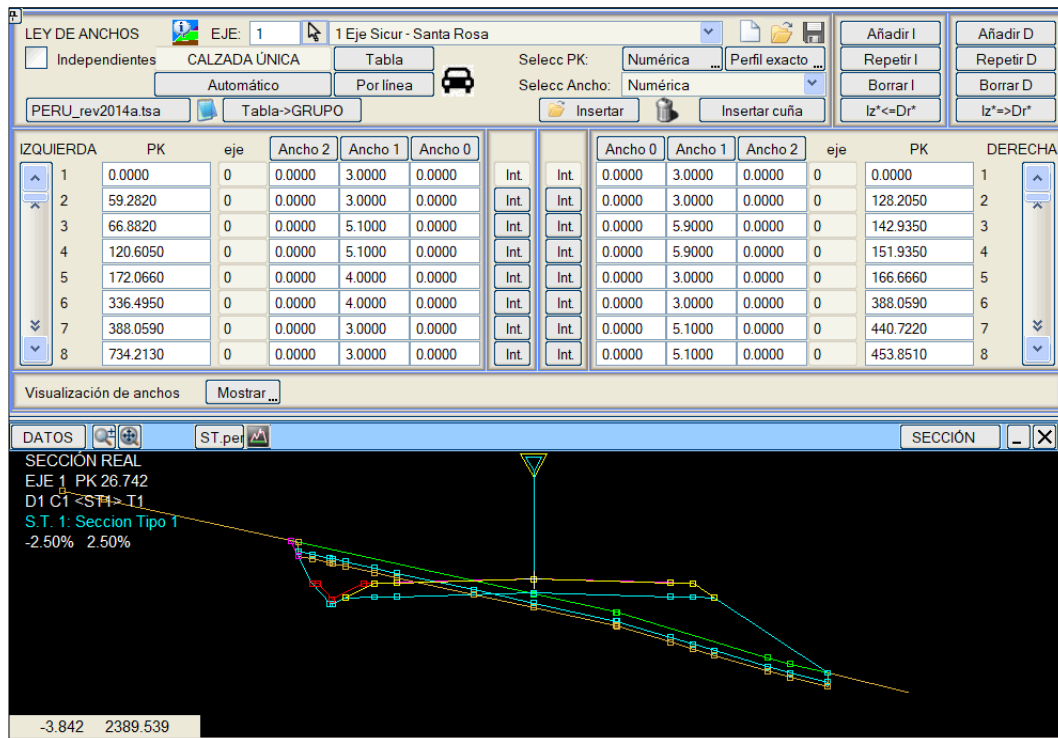 LEY DE ANCHOS EJE: 1 1 Eje Sicur - Santa Rosa Añadir I Añadir D
Independientes CALZADA ÚNICA Tabla Selecc PK: Numérica ... Perfil exacto ... Repetir I Repetir D
Automático Por línea Selecc Ancho: Numérica Borrar I Borrar D
PERU_rev2014a.tsa Tabla->GRUPO Insertar Insertar cuña Iz*<=Dr* Iz*=>Dr*
IZQUIERDA PK eje Ancho 2 Ancho 1 Ancho 0 Ancho 0 Ancho 1 Ancho 2 eje PK DERECHA
1 0.0000 0 0.0000 3.0000 0.0000 Int. Int. 0.0000 3.0000 0.0000 0 0.0000 1
2 59.2820 0 0.0000 3.0000 0.0000 Int. Int. 0.0000 3.0000 0.0000 0 128.2050 2
3 66.8820 0 0.0000 5.1000 0.0000 Int. Int. 0.0000 5.9000 0.0000 0 142.9350 3
4 120.6050 0 0.0000 5.1000 0.0000 Int. Int. 0.0000 5.9000 0.0000 0 151.9350 4
5 172.0660 0 0.0000 4.0000 0.0000 Int. Int. 0.0000 3.0000 0.0000 0 166.6660 5
6 336.4950 0 0.0000 4.0000 0.0000 Int. Int. 0.0000 3.0000 0.0000 0 388.0590 6
7 388.0590 0 0.0000 3.0000 0.0000 Int. Int. 0.0000 5.1000 0.0000 0 440.7220 7
8 734.2130 0 0.0000 3.0000 0.0000 Int. Int. 0.0000 5.1000 0.0000 0 453.8510 8
Visualización de anchos Mostrar ...
DATOS ST.per SECCIÓN
SECCIÓN REAL
EJE 1 PK 26.742
D1 C1 <ST1> T1
S.T. 1: Seccion Tipo 1
-2.50% 2.50%
-3.842 2389.539